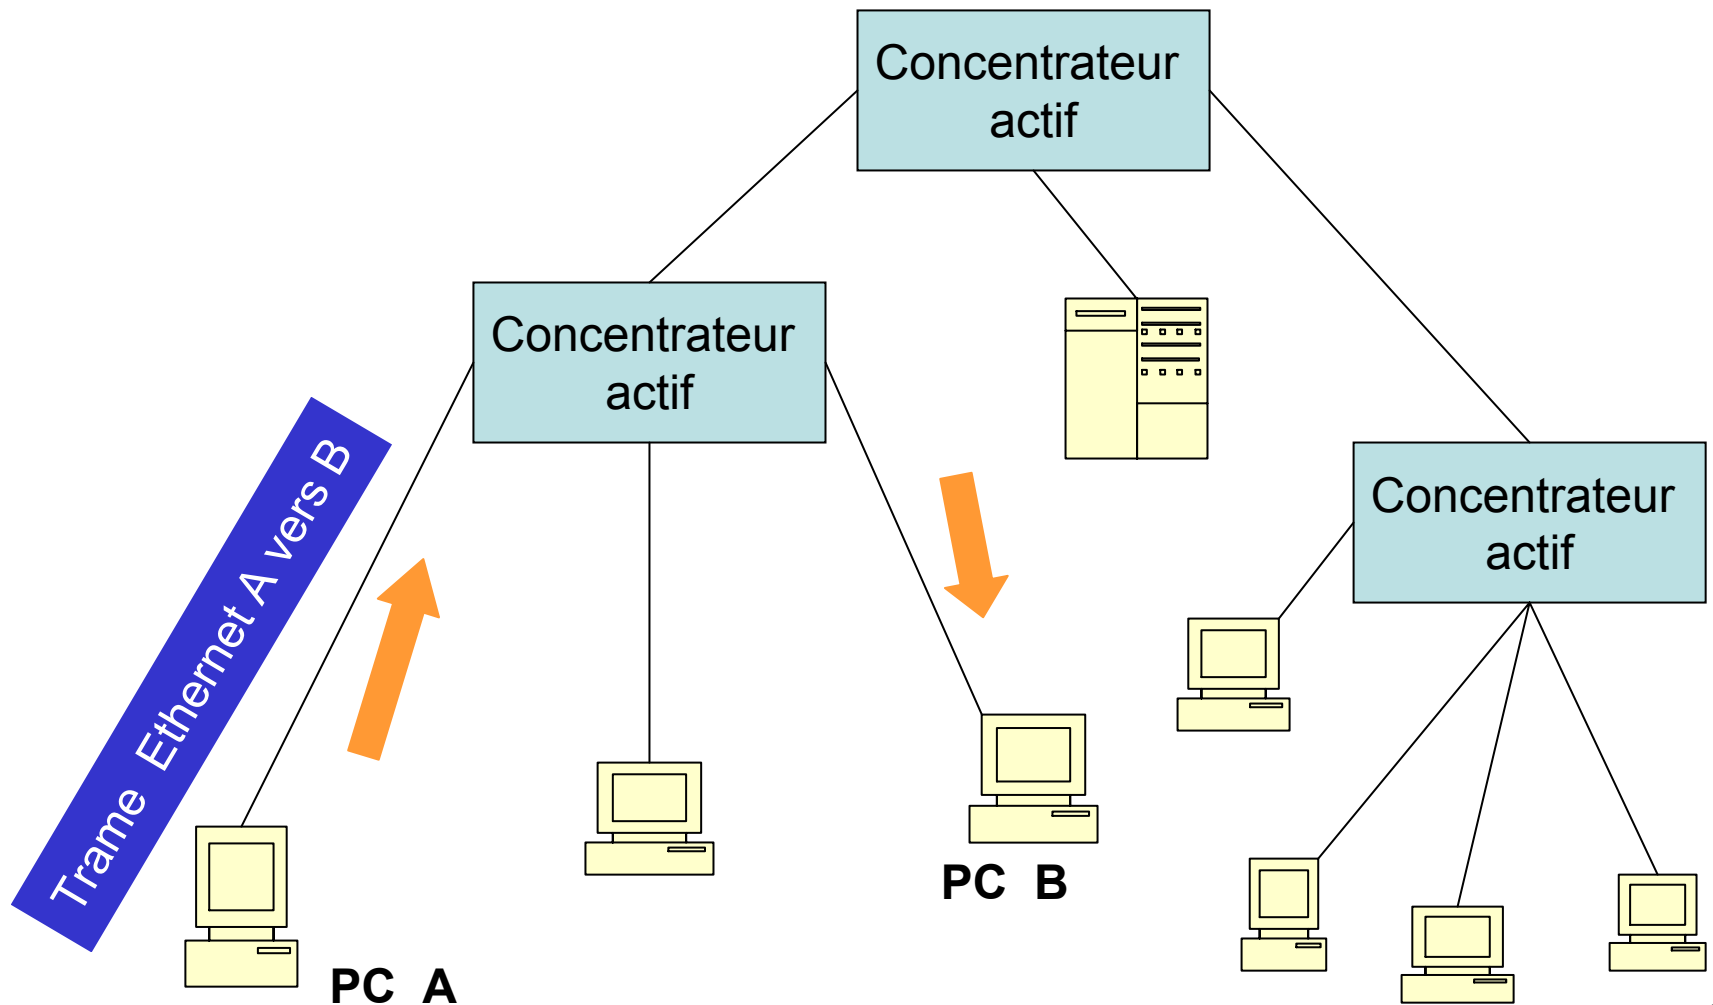 Concentrateur
actif
Concentrateur
actif
Concentrateur
actif
Trame Ethernet A vers B
PC B
PC A